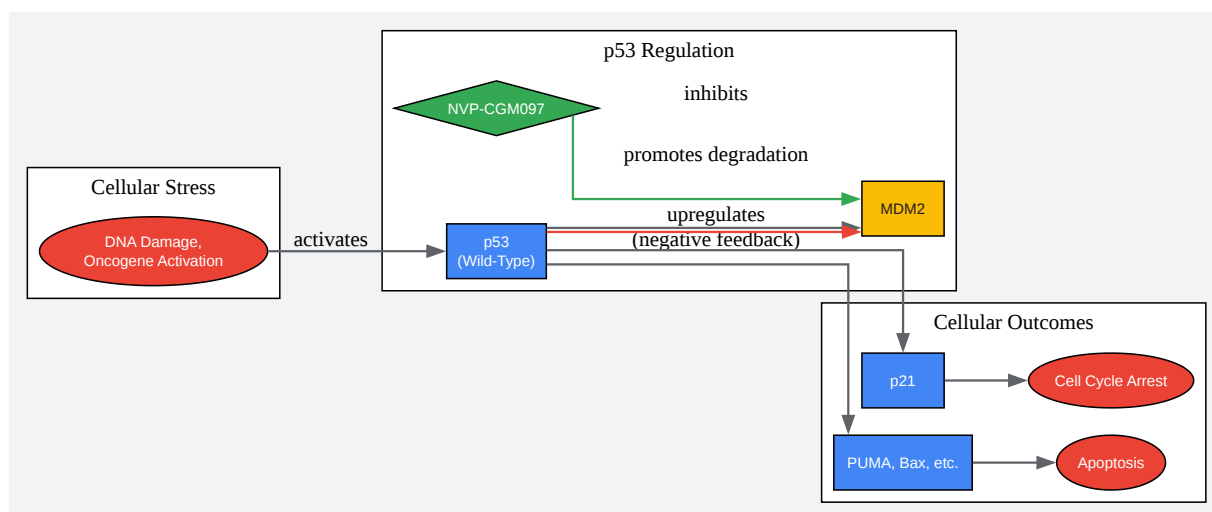 p53 Regulation
NVP-CGM097
inhibits
promotes degradation
Cellular Stress
DNA Damage,
Oncogene Activation
activates
p53
(Wild-Type)
upregulates
(negative feedback)
MDM2
Cellular Outcomes
p21
Cell Cycle Arrest
PUMA, Bax, etc.
Apoptosis